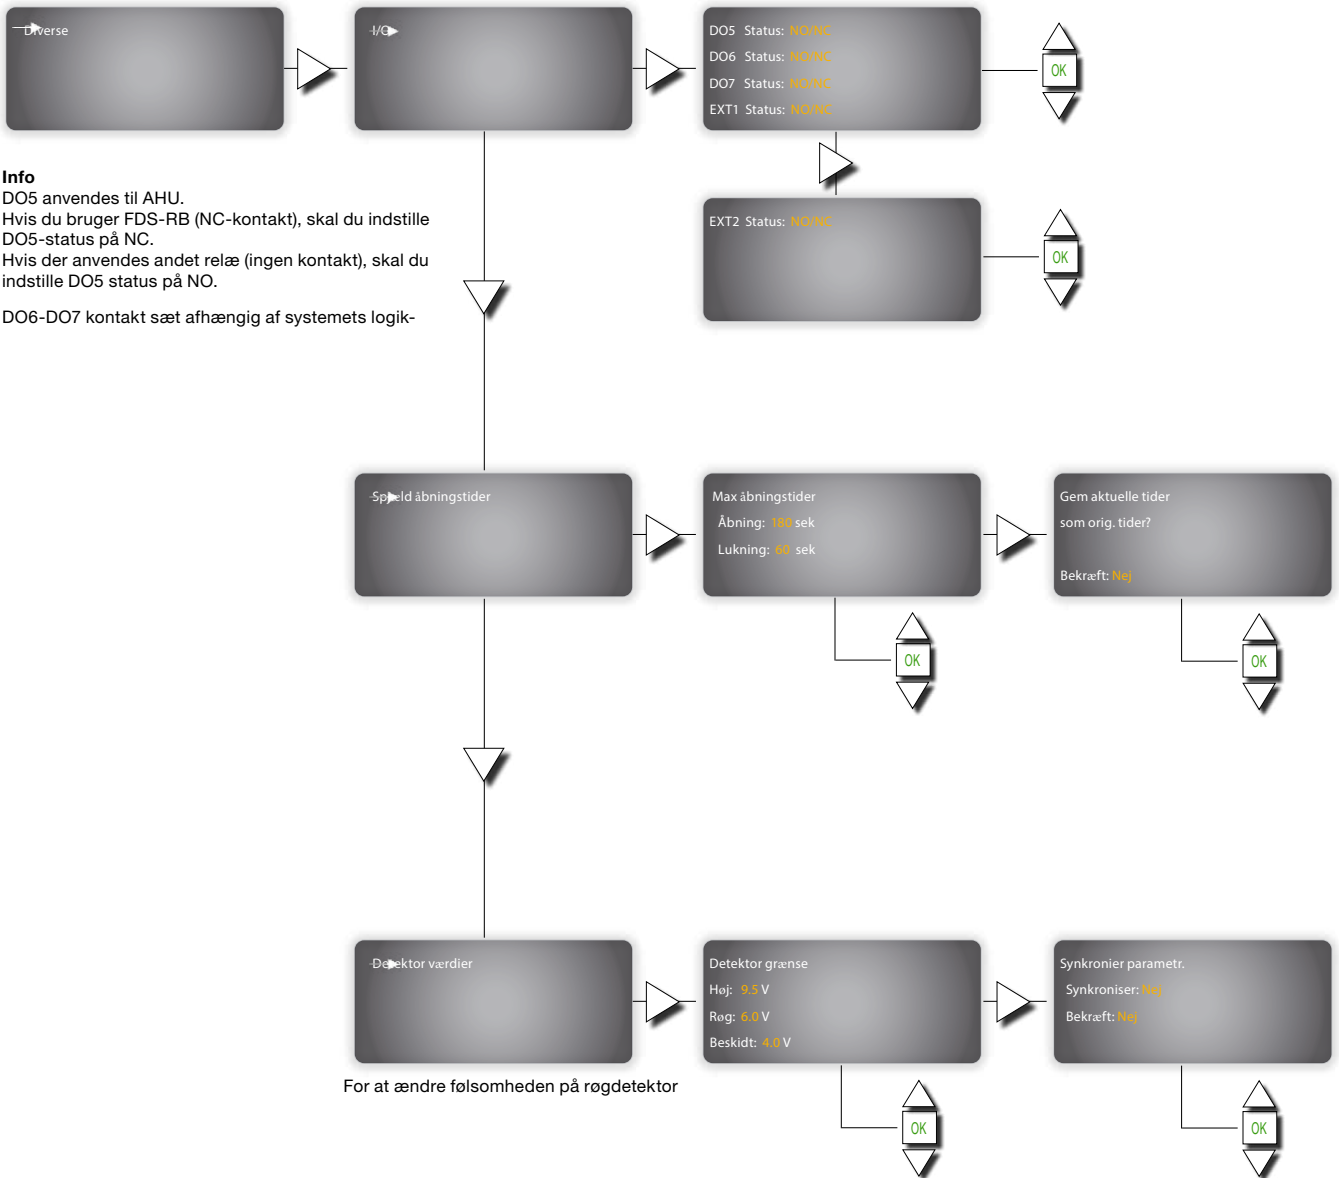 Diverse
I/O
DO5 Status: NO/NC
DO6 Status: NO/NC
DO7 Status: NO/NC
EXT1 Status: NO/NC
OK
Info
DO5 anvendes til AHU.
Hvis du bruger FDS-RB (NC-kontakt), skal du indstille
DO5-status på NC.
Hvis der anvendes andet relæ (ingen kontakt), skal du
indstille DO5 status på NO.
DO6-DO7 kontakt sæt afhængig af systemets logik-
EXT2 Status: NO/NC
OK
Spjæld åbningstider
Max åbningstider
Åbning: 180 sek
Lukning: 60 sek
OK
Gem aktuelle tider
som orig. tider?
Bekræft: Nej
OK
Detektor værdier
For at ændre følsomheden på røgdetektor
Detektor grænse
Høj: 9.5 V
Røg: 6.0 V
Beskidt: 4.0 V
OK
Synkronier parametr.
Synkroniser: Nej
Bekræft: Nej
OK